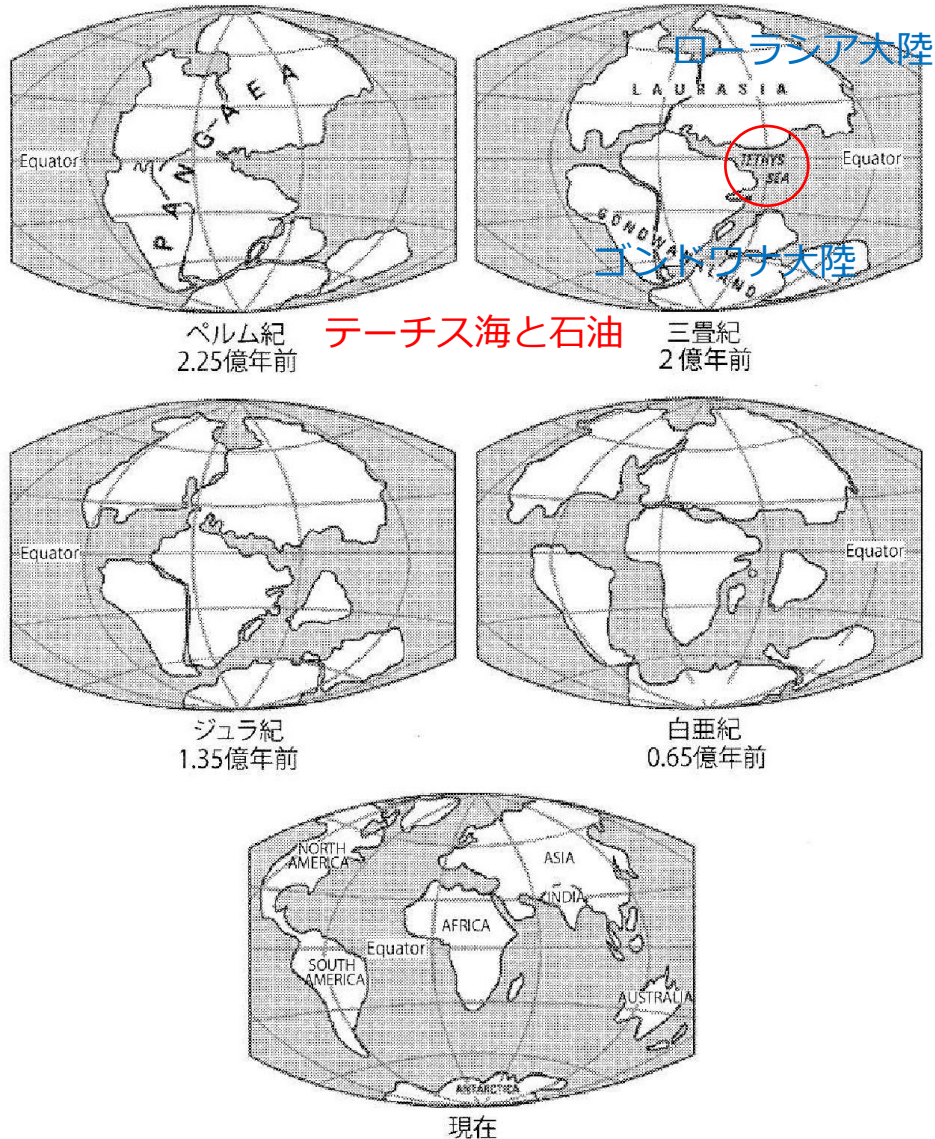 PANGAEA
Equator
ペルム紀
2.25億年前
ローラシア大陸
LAURASIA
TETHYS
SEA
Equator
GONDWANALAND
ゴンドワナ大陸
三畳紀
2億年前
テーチス海と石油
Equator
ジュラ紀
1.35億年前
Equator
白亜紀
0.65億年前
NORTH
AMERICA
ASIA
INDIA
AFRICA
Equator
SOUTH
AMERICA
AUSTRALIA
ANTARCTICA
現在